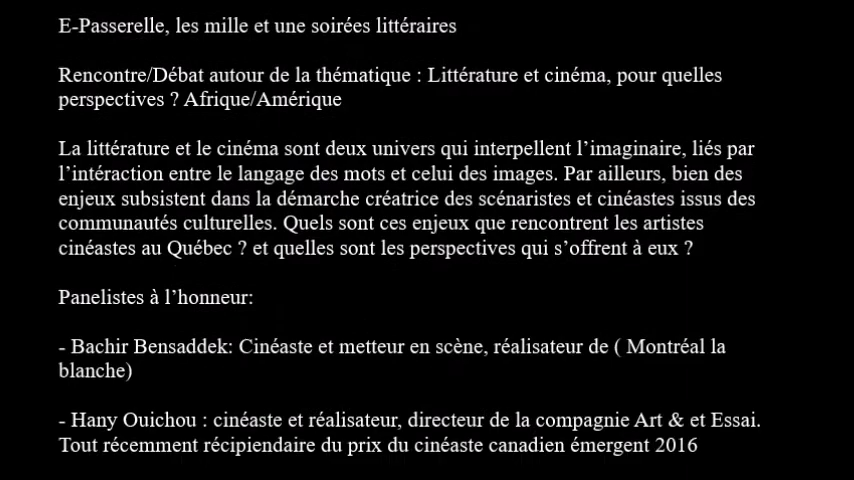 E-Passerelle, les mille et une soirées littéraires
Rencontre/Débat autour de la thématique : Littérature et cinéma, pour quelles
perspectives ? Afrique/Amérique
La littérature et le cinéma sont deux univers qui interpellent l’imaginaire, liés par
l’intéraction entre le langage des mots et celui des images. Par ailleurs, bien des
enjeux subsistent dans la démarche créatrice des scénaristes et cinéastes issus des
communautés culturelles. Quels sont ces enjeux que rencontrent les artistes
cinéastes au Québec ? et quelles sont les perspectives qui s’offrent à eux ?
Panelistes à l’honneur:
- Bachir Bensaddek: Cinéaste et metteur en scène, réalisateur de ( Montréal la
blanche)
- Hany Ouichou : cinéaste et réalisateur, directeur de la compagnie Art & et Essai.
Tout récemment récipiendaire du prix du cinéaste canadien émergent 2016